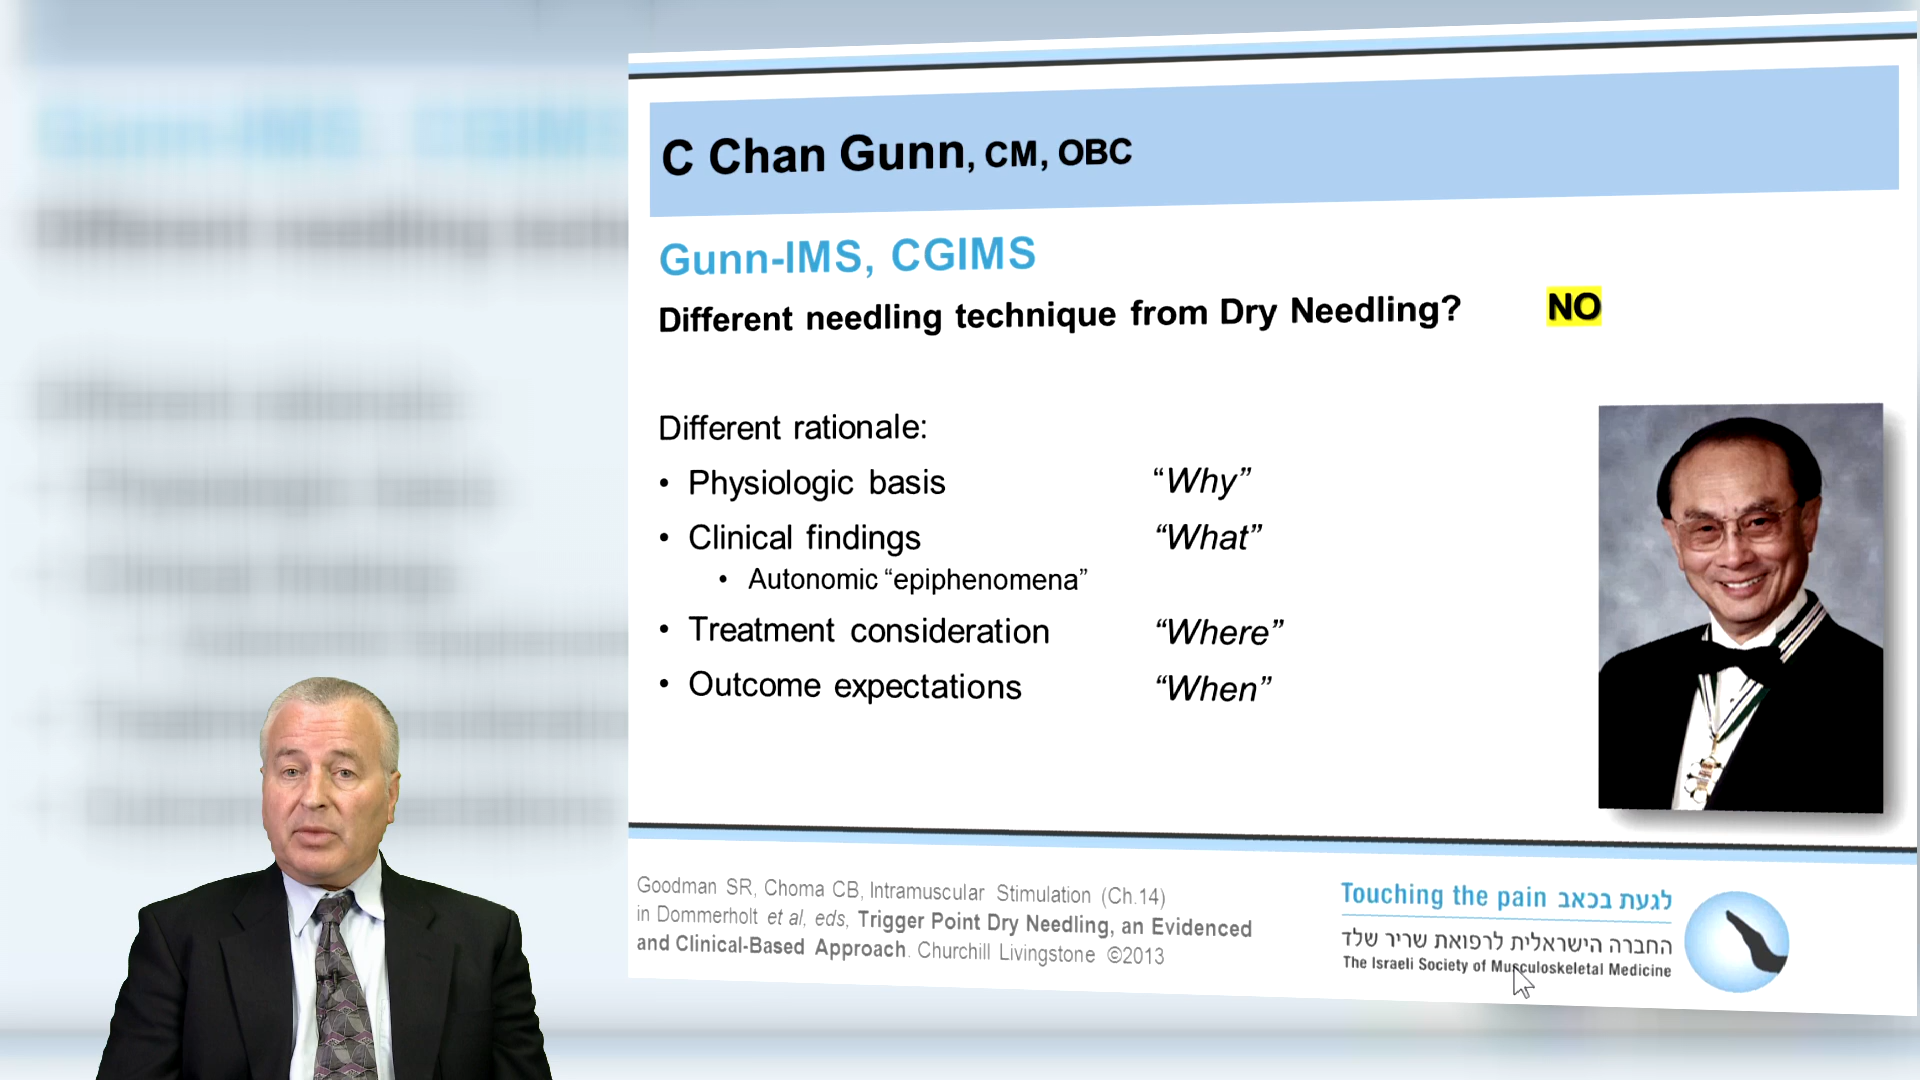 C Chan Gunn, CM, OBC
Gunn-IMS, CGIMS
Different needling technique from Dry Needling? NO
Different rationale:
• Physiologic basis “Why”
• Clinical findings “What”
• Autonomic “epiphenomena”
• Treatment consideration “Where”
• Outcome expectations “When”
Goodman SR, Choma CB, Intramuscular Stimulation (Ch.14)
in Dommerholt et al, eds, Trigger Point Dry Needling, an Evidenced
and Clinical-Based Approach. Churchill Livingstone ©2013
Touching the pain לגעת בכאב
החברה הישראלית לרפואת שריר שלד
The Israeli Society of Musculoskeletal Medicine